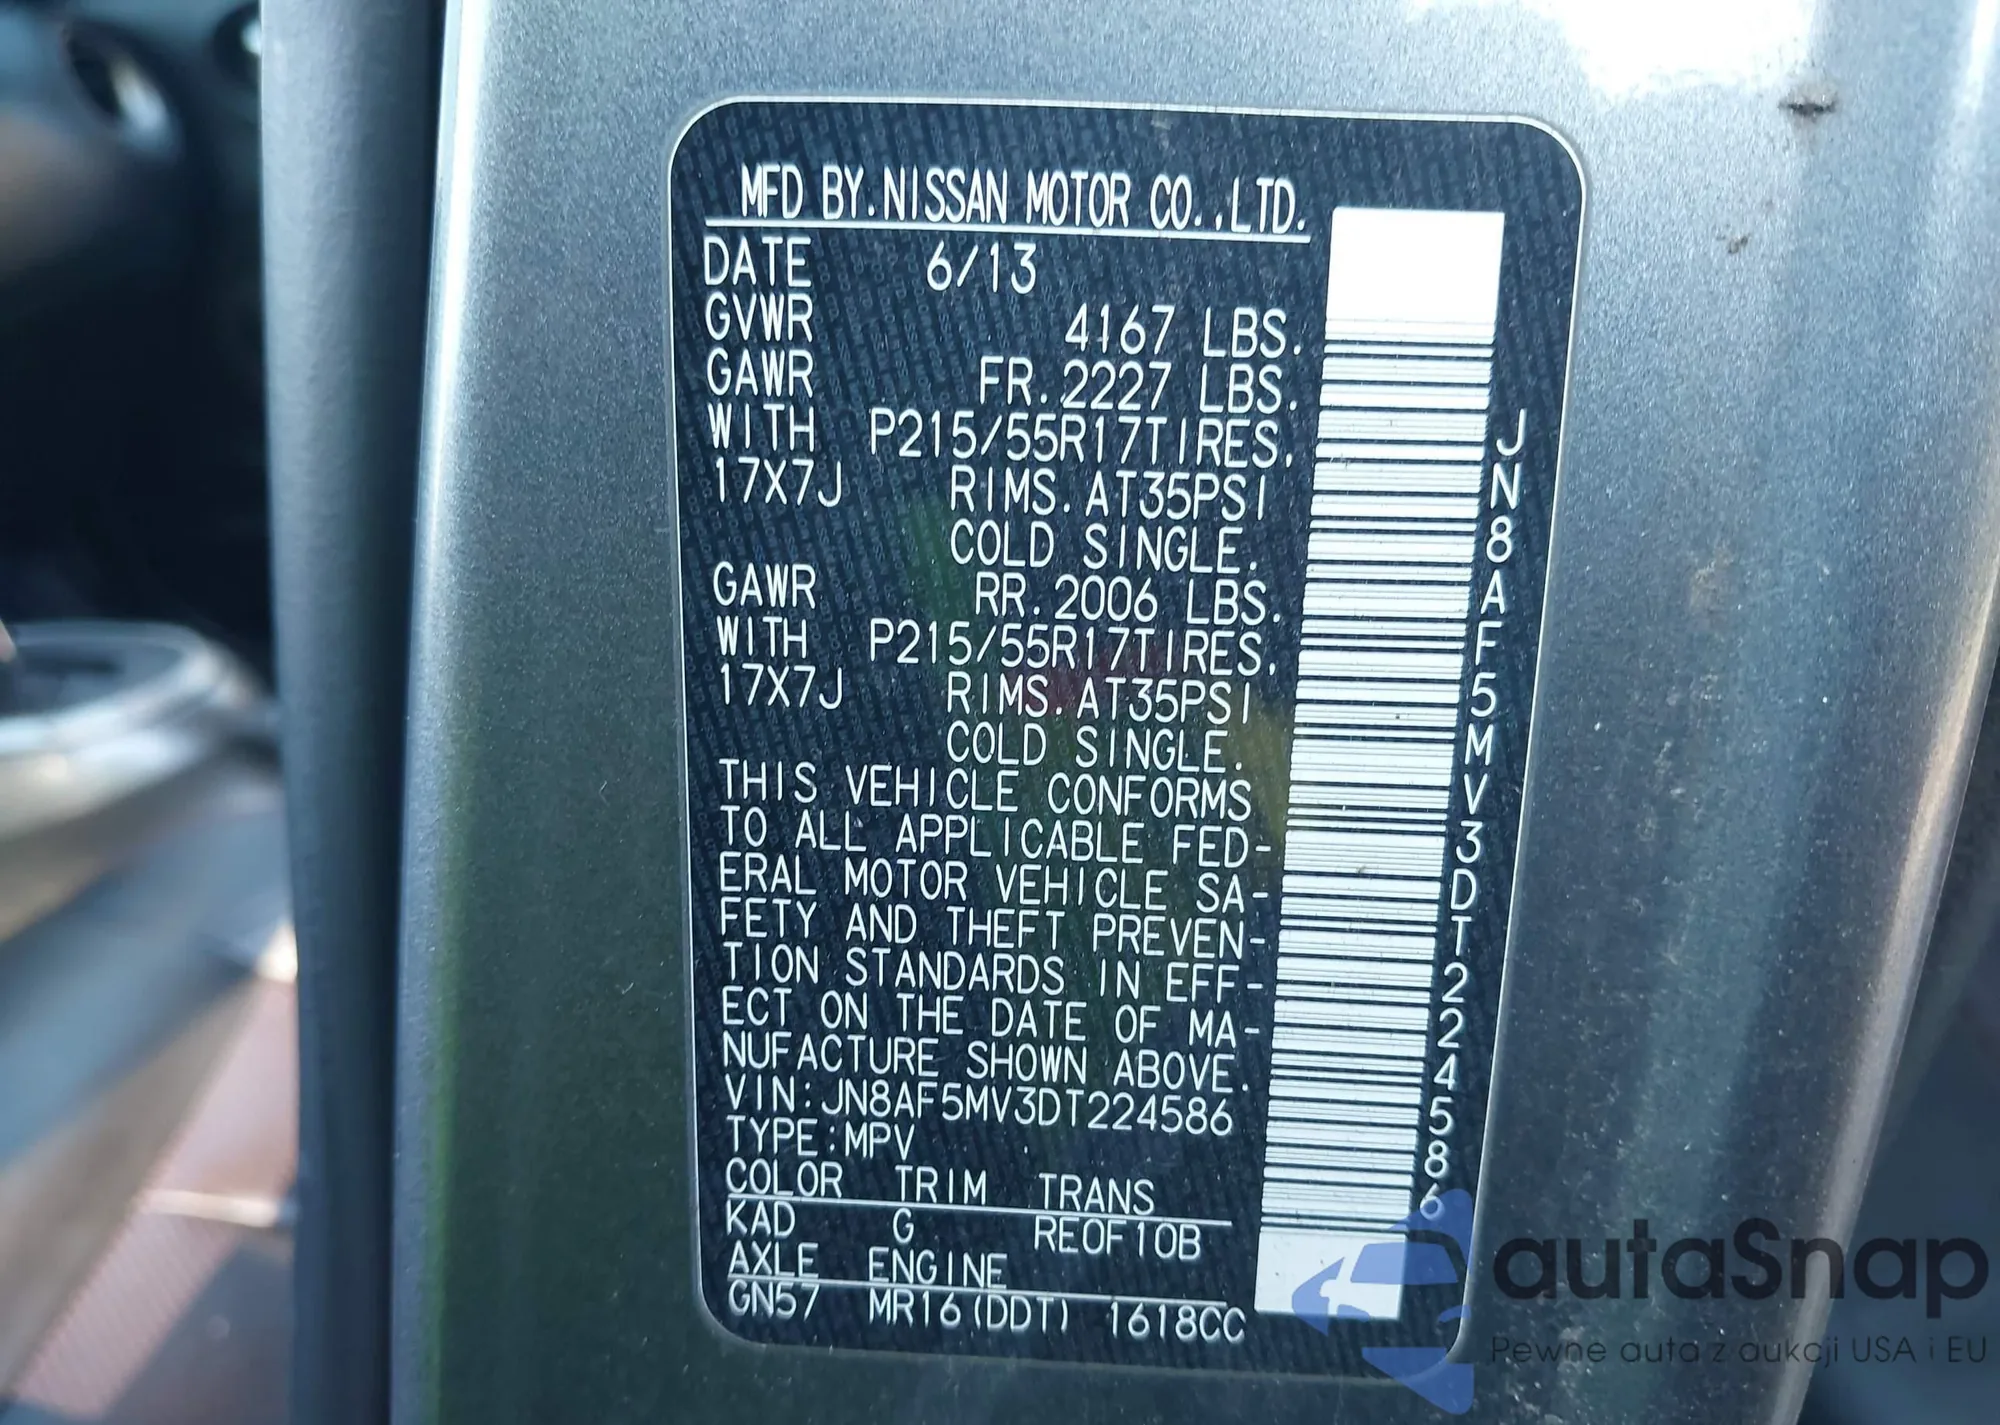 MFD BY.NISSAN MOTOR CO.,LTD.
DATE 6/13
GVWR 4167 LBS.
GAWR FR.2227 LBS.
WITH P215/55R17TIRES,
17X7J RIMS.AT35PSI
COLD SINGLE.
GAWR RR.2006 LBS.
WITH P215/55R17TIRES,
17X7J RIMS.AT35PSI
COLD SINGLE.
THIS VEHICLE CONFORMS
TO ALL APPLICABLE FED-
ERAL MOTOR VEHICLE SA-
FETY AND THEFT PREVEN-
TION STANDARDS IN EFF-
ECT ON THE DATE OF MA-
NUFACTURE SHOWN ABOVE.
VIN:JN8AF5MV3DT224586
TYPE:MPV
COLOR TRIM TRANS
KAD G RE0F10B
AXLE ENGINE
GN57 MR16(DDT) 1618CC
JN8AF5MV3DT224586
autaSnap
Pewne auta z aukcji USA i EU